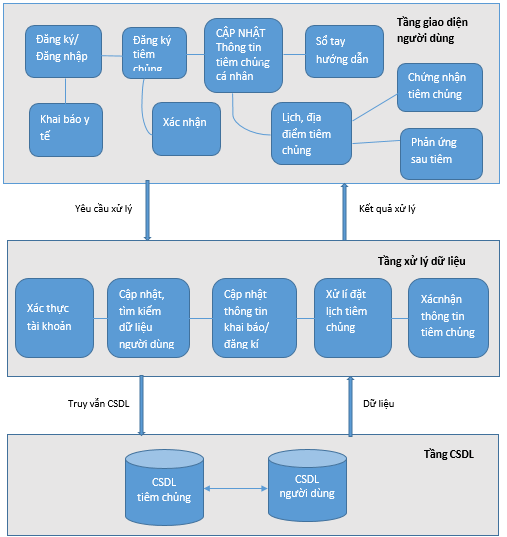 Tầng giao diện
người dùng
Đăng ký/
Đăng nhập
Đăng ký
tiêm
chủng
CẬP NHẬT
Thông tin
tiêm chủng
cá nhân
Sổ tay
hướng dẫn
Khai báo y
tế
Xác nhận
Lịch, địa
điểm tiêm
chủng
Chứng nhận
tiêm chủng
Phản ứng
sau tiêm
Yêu cầu xử lý
Kết quả xử lý
Tầng xử lý dữ liệu
Xác thực
tài khoản
Cập nhật,
tìm kiếm
dữ liệu
người dùng
Cập nhật
thông tin
khai báo/
đăng kí
Xử lí đặt
lịch tiêm
chủng
Xácnhận
thông tin
tiêm chủng
Truy vấn CSDL
Dữ liệu
Tầng CSDL
CSDL
tiêm chủng
CSDL
người dùng